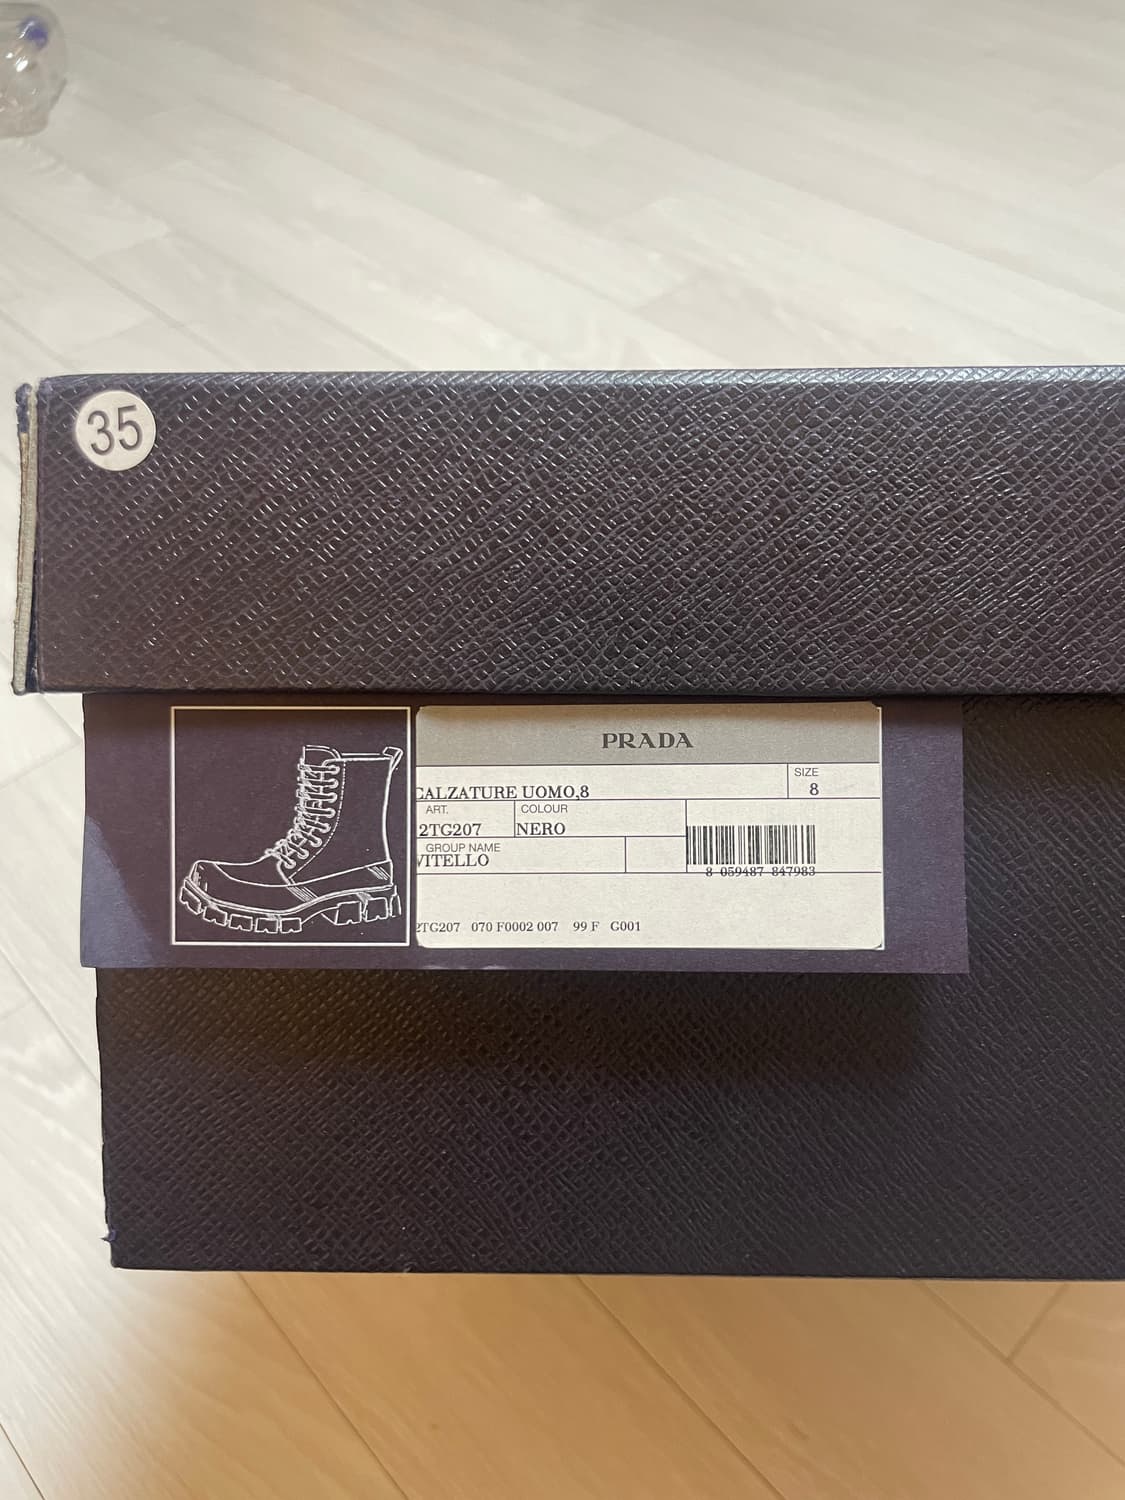 35
PRADA
CALZATURE UOMO,8
SIZE
8
ART.
2TG207
COLOUR
NERO
GROUP NAME
VITELLO
8 059487 847983
2TG207 070 F0002 007 99 F G001